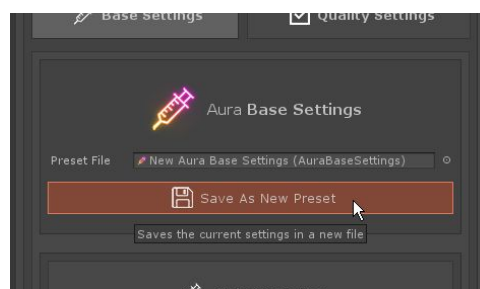 Base Settings
Quality Settings
Aura Base Settings
Preset File
New Aura Base Settings (AuraBaseSettings)
Save As New Preset
Saves the current settings in a new file